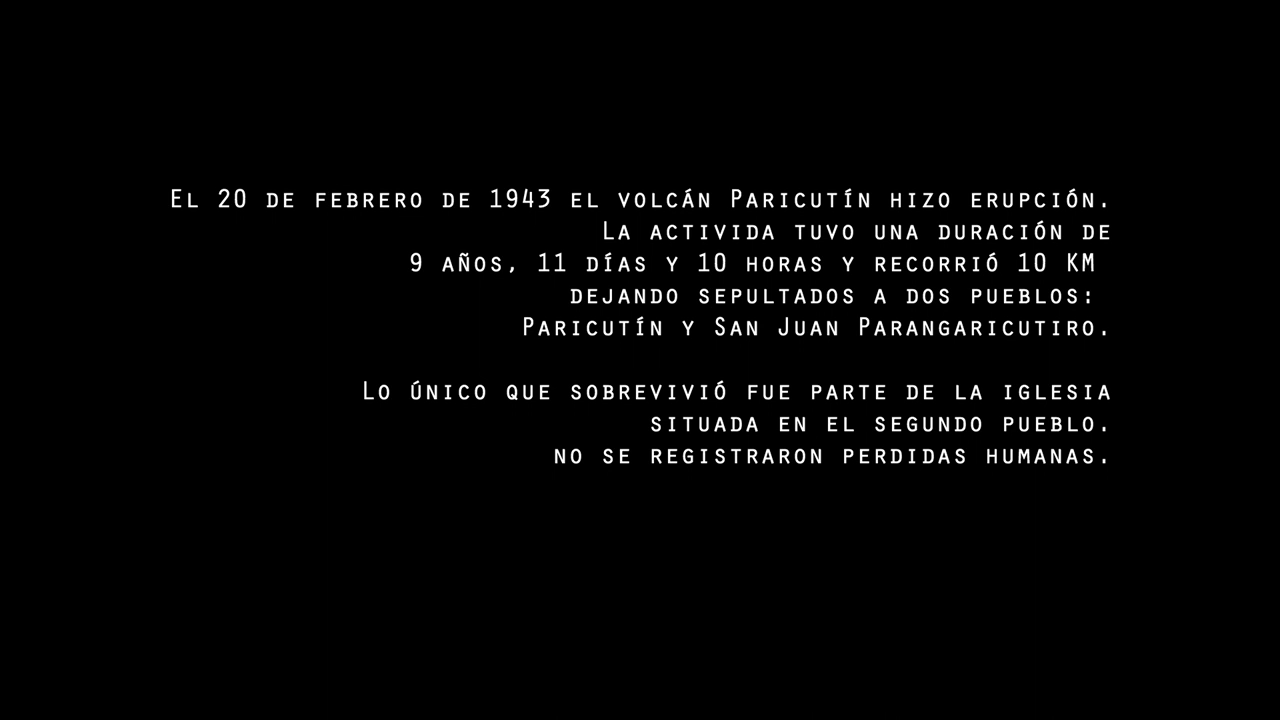 El 20 de febrero de 1943 el volcán Paricutín hizo erupción.
La activida tuvo una duración de
9 años, 11 días y 10 horas y recorrió 10 KM
dejando sepultados a dos pueblos:
Paricutín y San Juan Parangaricutiro.
Lo único que sobrevivió fue parte de la iglesia
situada en el segundo pueblo.
no se registraron perdidas humanas.